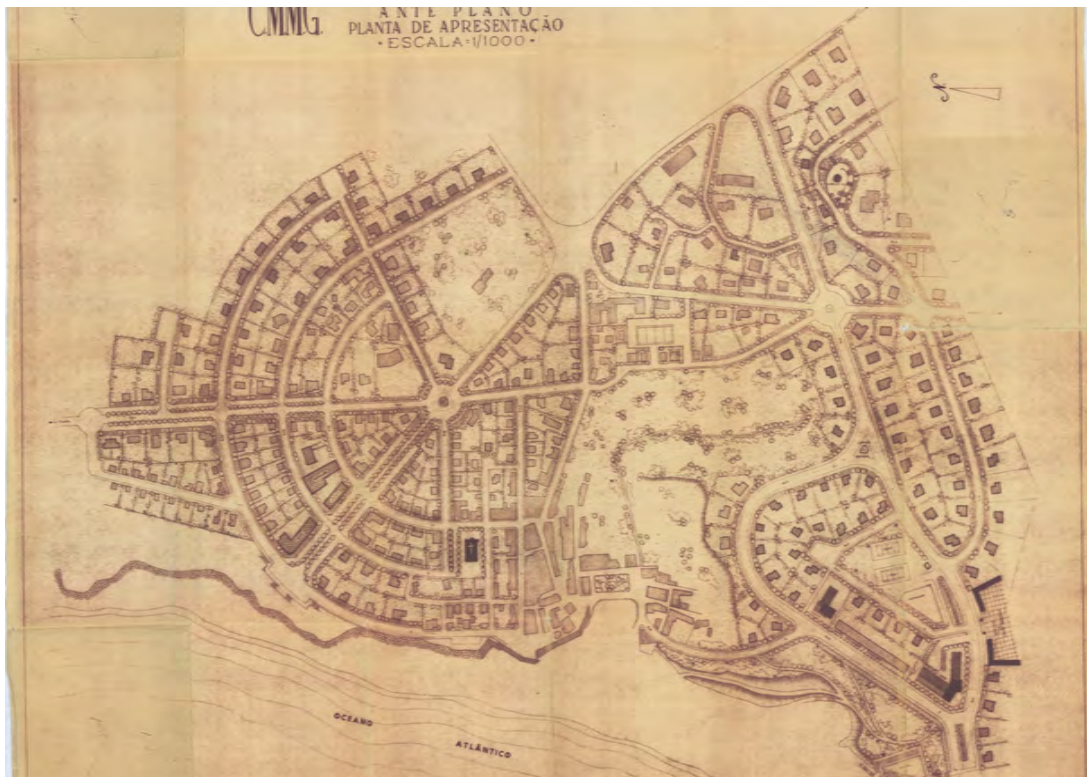 C.M.M.G.
ANTE PLANO
PLANTA DE APRESENTAÇÃO
• ESCALA=1/1000 •
N
OCEANO
ATLÂNTICO